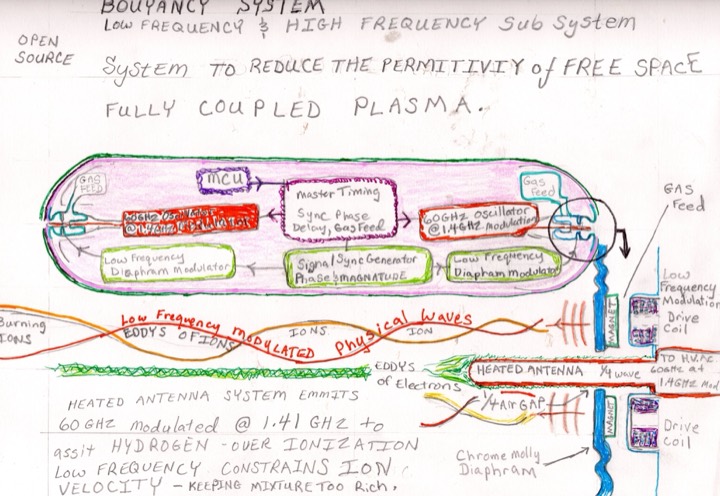 BOUYANCY SYSTEM
LOW FREQUENCY & HIGH FREQUENCY Sub System
OPEN
SOURCE
System TO REDUCE THE PERMITIVITY of FREE SPACE
FULLY COUPLED PLASMA.
GAS
FEED
MCU
master Timing
Sync Phase
Delay, Gas Feed
60GHz Oscillator
@1.4GHz
60GHz Oscillator
@1.4GHz modulation
Gas
Feed
Low Frequency
Diaphram Modulator
Signal Sync Generator
Phase & MAGNATURE
Low Frequency
Diaphram modulator
GAS
Feed
Low
Frequency
Modulation
Drive
Coil
MAGNET
Burning
IONS
Low Frequency MODULATED Physical Waves
EDDYS OF IONS
IONS
ION
EDDYS
of Electrons
HEATED ANTENNA
1/4 wave
TO H.V. AC
60GHz at
1.4GHz Mod
1/4 AIR GAP
MAGNET
Drive
Coil
Chrome molly
Diaphram
HEATED ANTENNA SYSTEM EMMITS
60 GHZ modulated @ 1.41 GHz to
assit HYDROGEN - OVER IONIZATION
LOW FREQUENCY CONSTRAINS ION
VELOCITY - KEEPING MIXTURE TOO RICH.